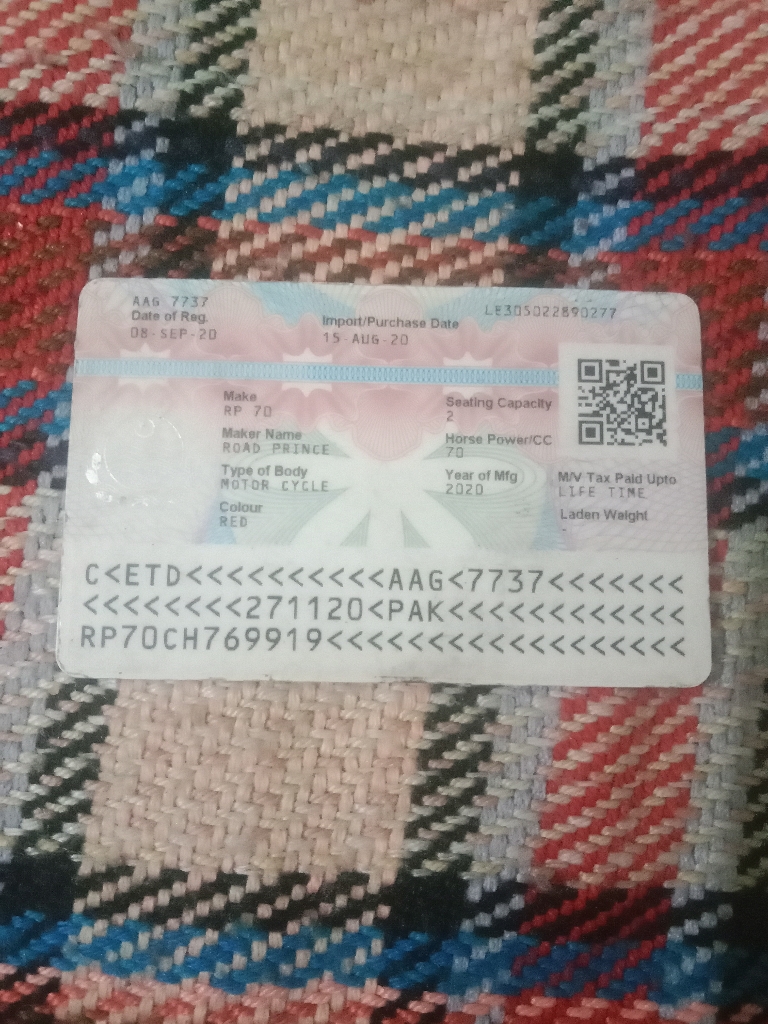 AAG 7737
Date of Reg.
08-SEP-20
Import/Purchase Date
15-AUG-20
LE305022890277
Make
RP 70
Maker Name
ROAD PRINCE
Type of Body
MOTOR CYCLE
Colour
RED
Seating Capacity
2
Horse Power/CC
70
Year of Mfg
2020
M/V Tax Paid Upto
LIFE TIME
Laden Weight
-
C<ETD<<<<<<<<<<AAG<7737<<<<<<<
<<<<<<<<271120<PAK<<<<<<<<<<<<
RP70CH769919<<<<<<<<<<<<<<<<<<